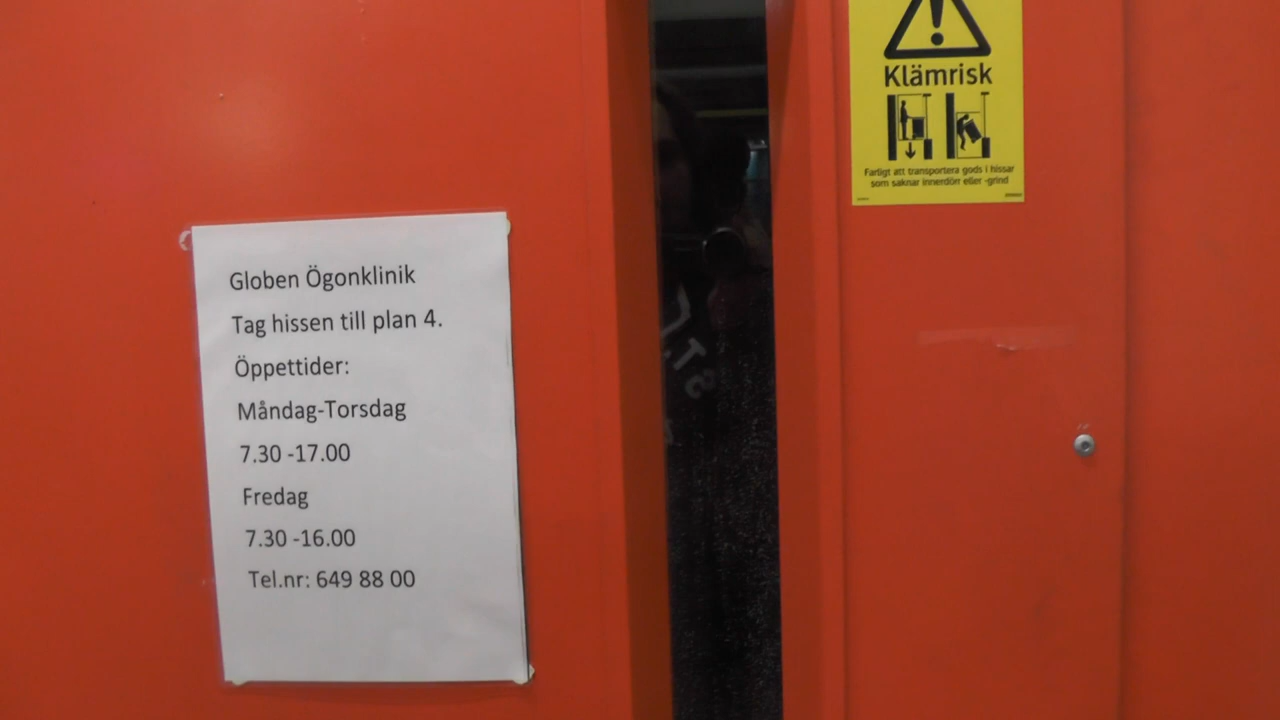 Globen Ögonklinik
Tag hissen till plan 4.
Öppettider:
Måndag-Torsdag
7.30 -17.00
Fredag
7.30 -16.00
Tel.nr: 649 88 00
Klämrisk
Farligt att transportera gods i hissar
som saknar innerdörr eller -grind